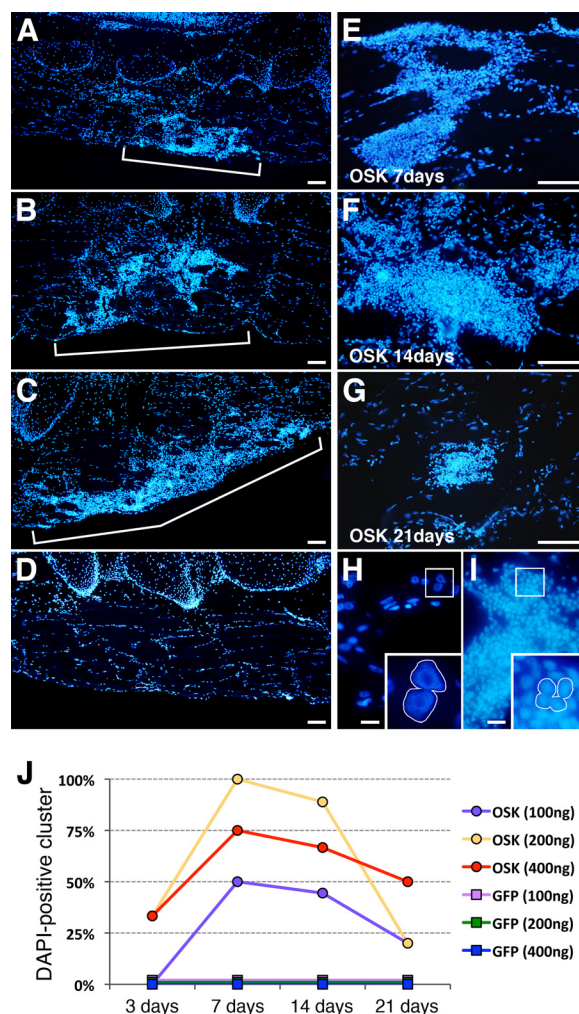 A
E
OSK 7days
B
F
OSK 14days
C
G
OSK 21days
D
H
I
J
DAPI-positive cluster
100%
75%
50%
25%
0%
3 days
7 days
14 days
21 days
OSK (100ng)
OSK (200ng)
OSK (400ng)
GFP (100ng)
GFP (200ng)
GFP (400ng)